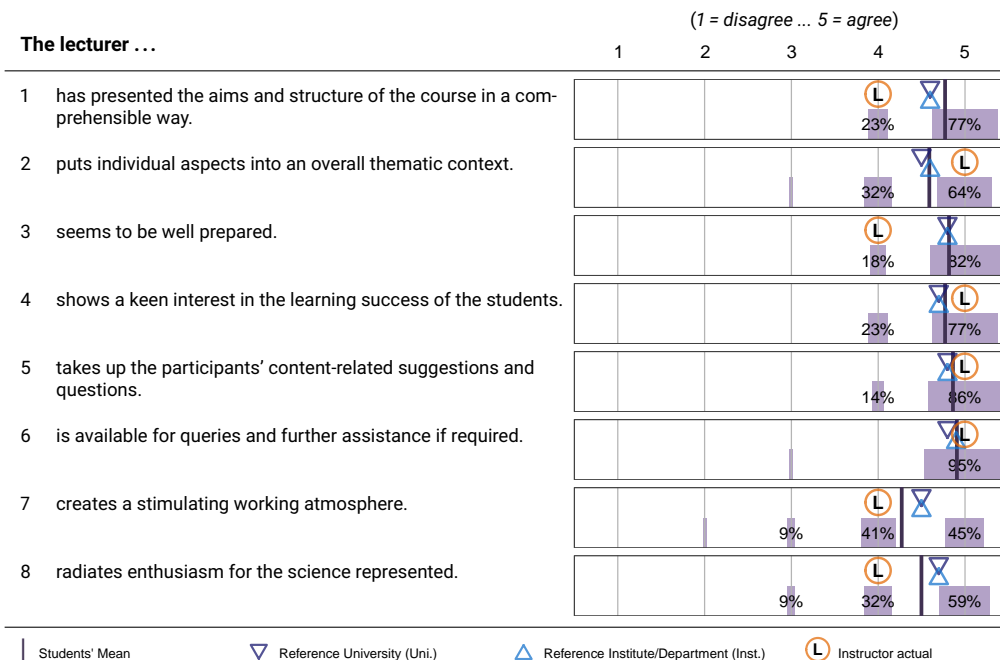 (1 = disagree ... 5 = agree)
The lecturer . . .
1 2 3 4 5
1 has presented the aims and structure of the course in a com-
prehensible way.
L
23% 77%
2 puts individual aspects into an overall thematic context.
L
32% 64%
3 seems to be well prepared.
L
18% 82%
4 shows a keen interest in the learning success of the students.
L
23% 77%
5 takes up the participants' content-related suggestions and
questions.
L
14% 86%
6 is available for queries and further assistance if required.
L
95%
7 creates a stimulating working atmosphere.
L
9% 41% 45%
8 radiates enthusiasm for the science represented.
L
9% 32% 59%
Students' Mean Reference University (Uni.) Reference Institute/Department (Inst.) L Instructor actual